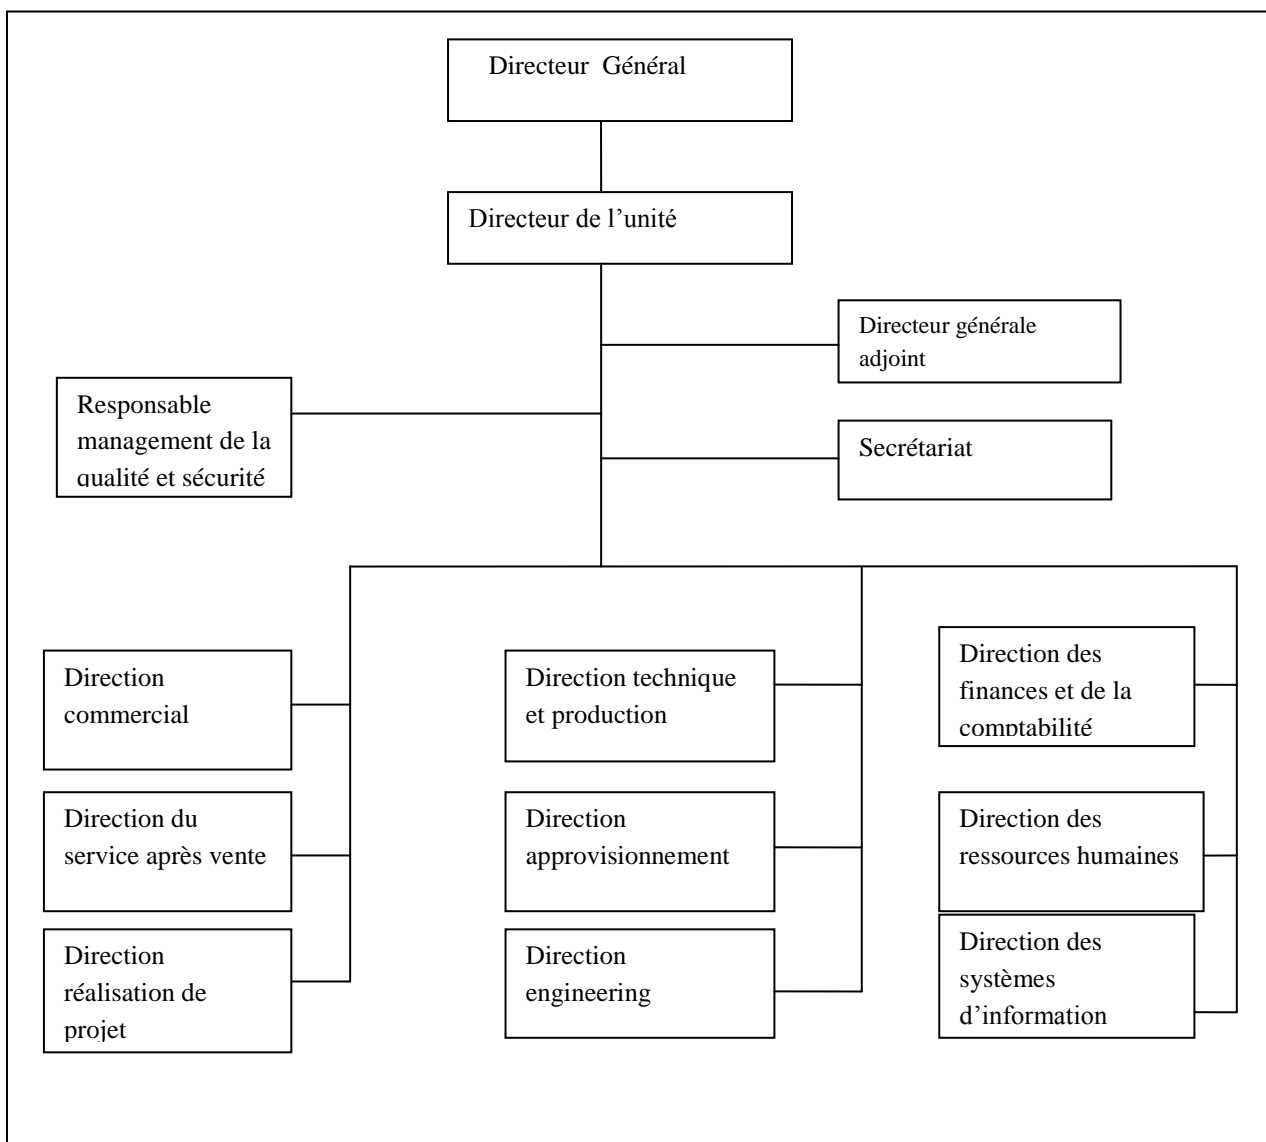 Directeur Général
Directeur de l’unité
Directeur générale
adjoint
Responsable
management de la
qualité et sécurité
Secrétariat
Direction
commercial
Direction technique
et production
Direction des
finances et de la
comptabilité
Direction du
service après vente
Direction
approvisionnement
Direction des
ressources humaines
Direction
réalisation de
projet
Direction
engineering
Direction des
systèmes
d’information